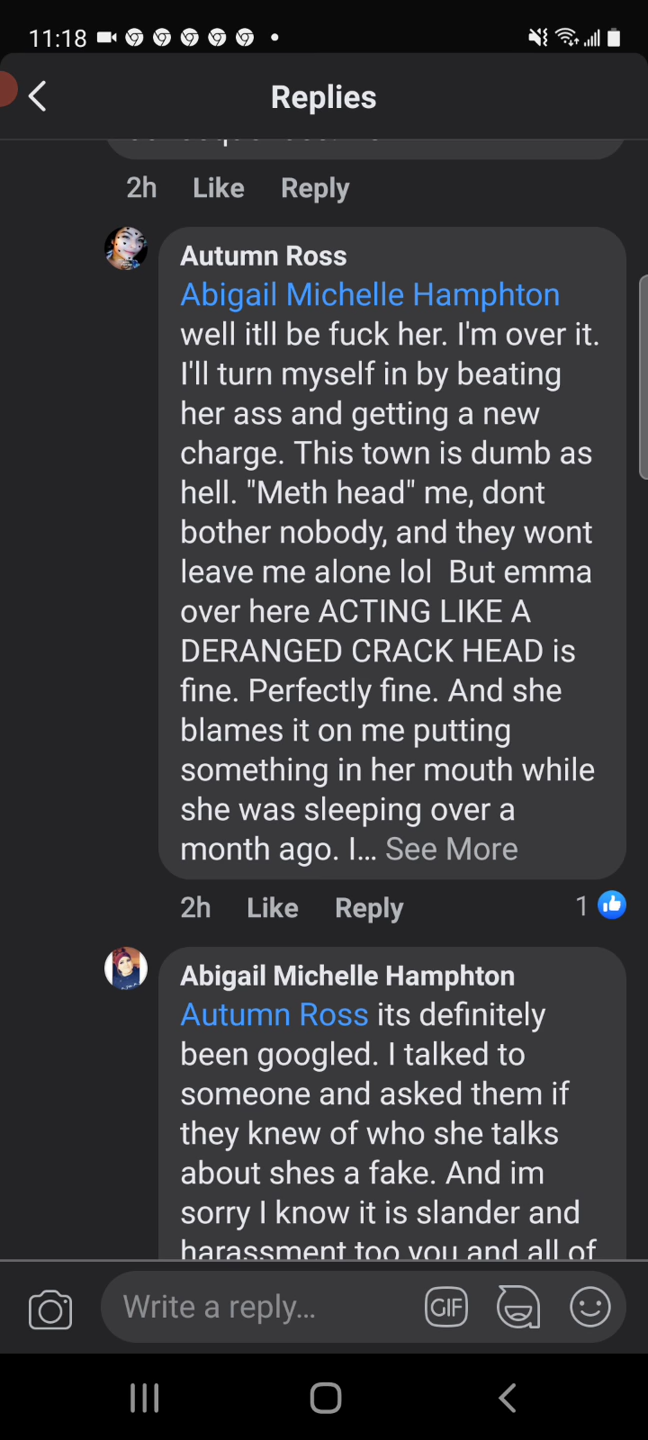 11:18
Replies
2h Like Reply
Autumn Ross
Abigail Michelle Hamphton
well itll be fuck her. I'm over it.
I'll turn myself in by beating
her ass and getting a new
charge. This town is dumb as
hell. "Meth head" me, dont
bother nobody, and they wont
leave me alone lol But emma
over here ACTING LIKE A
DERANGED CRACK HEAD is
fine. Perfectly fine. And she
blames it on me putting
something in her mouth while
she was sleeping over a
month ago. I... See More
2h Like Reply 1
Abigail Michelle Hamphton
Autumn Ross its definitely
been googled. I talked to
someone and asked them if
they knew of who she talks
about shes a fake. And im
sorry I know it is slander and
harassment too you and all of
Write a reply... GIF